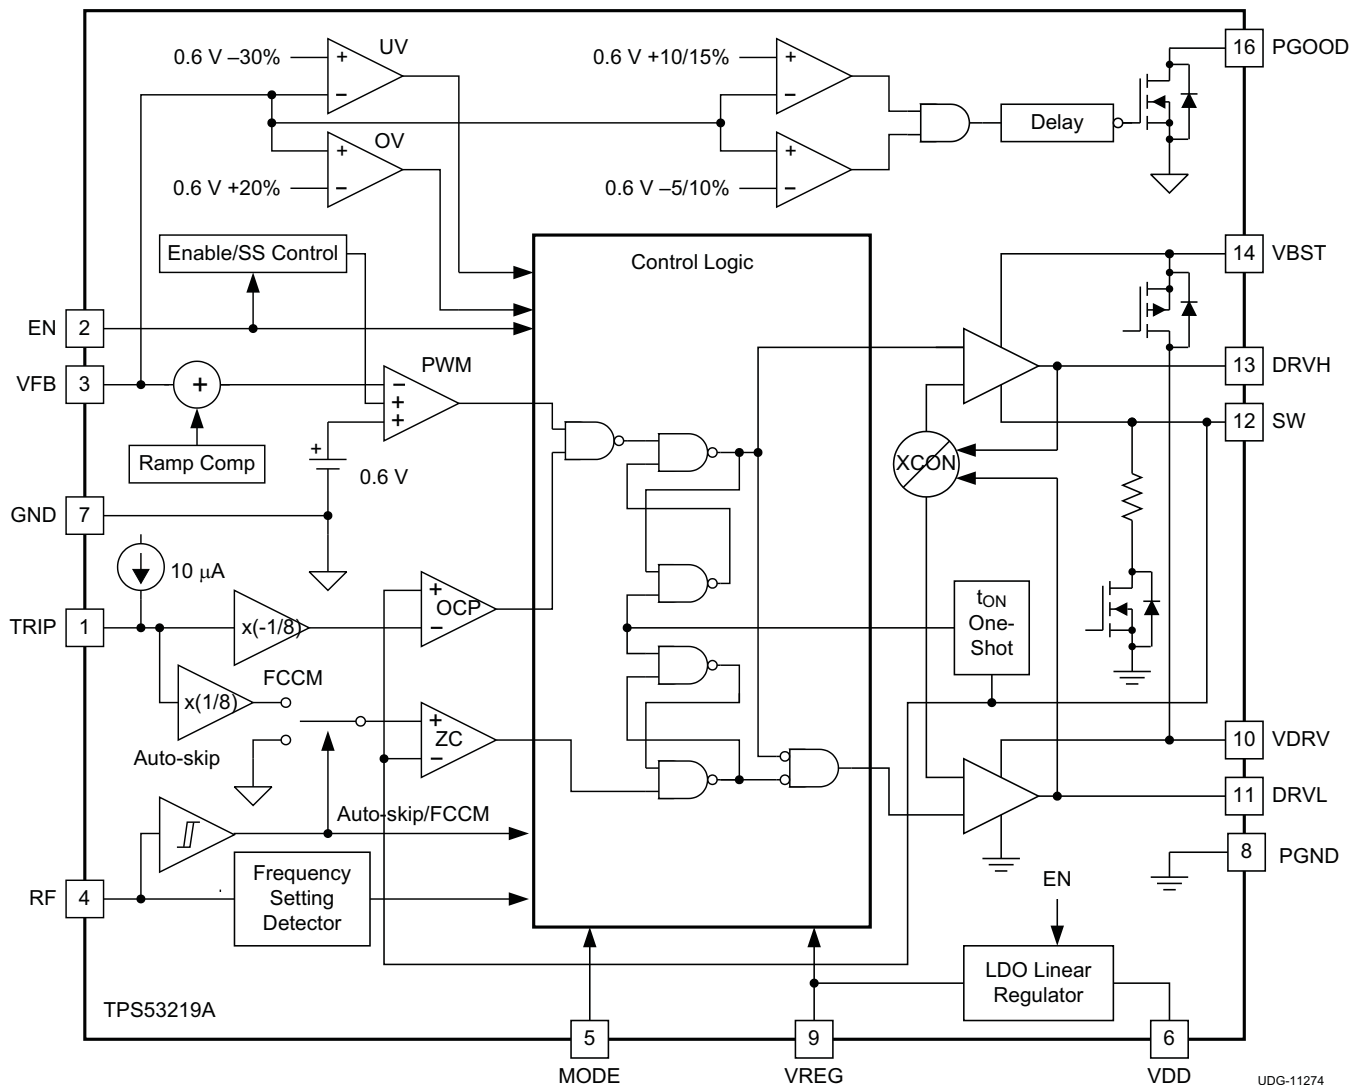 UV
0.6 V –30%
+
–
OV
+
0.6 V +20%
–
0.6 V +10/15%
+
–
+
0.6 V –5/10%
–
Delay
16
PGOOD
Enable/SS Control
Control Logic
14
VBST
EN
2
VFB
3
+
PWM
–
+
+
13
DRVH
12
SW
Ramp Comp
+
0.6 V
XCON
GND
7
10 μA
TRIP
1
x(-1/8)
+
OCP
–
tON
One-
Shot
FCCM
x(1/8)
Auto-skip
+
ZC
–
10
VDRV
11
DRVL
Auto-skip/FCCM
8
PGND
RF
4
Frequency
Setting
Detector
EN
LDO Linear
Regulator
TPS53219A
5
MODE
9
VREG
6
VDD
UDG-11274